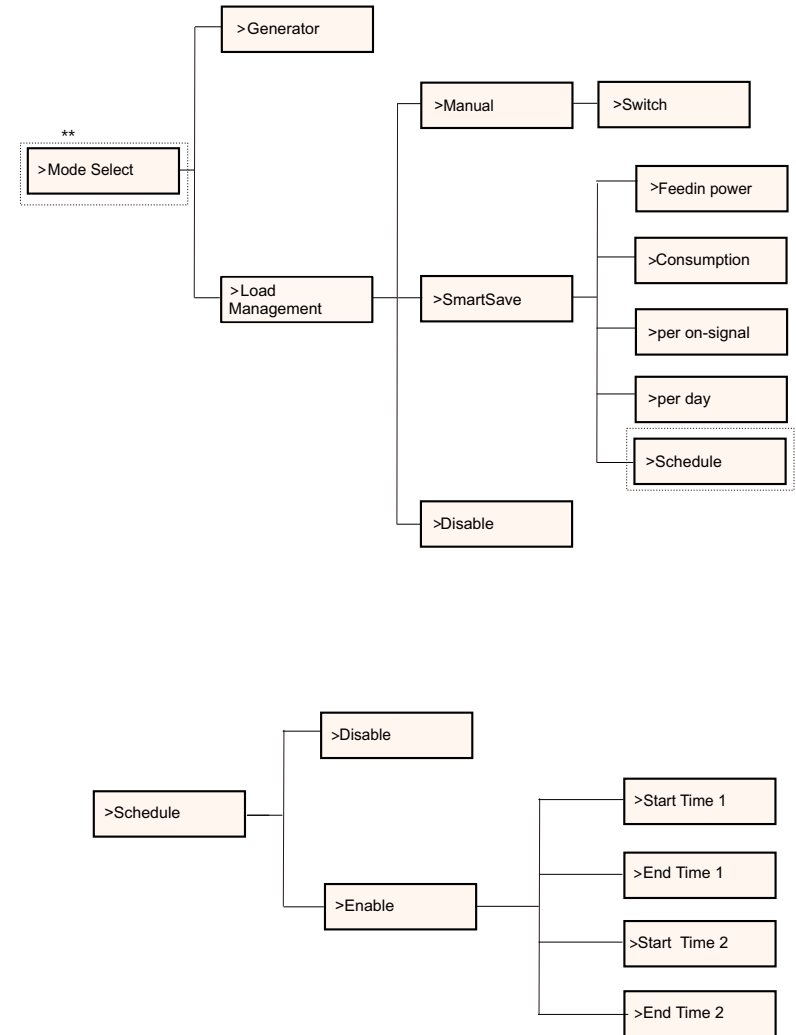 >Generator
>Manual
>Switch
**
>Mode Select
>Feedin power
>Consumption
>Load
Management
>SmartSave
>per on-signal
>per day
>Schedule
>Disable
>Disable
>Schedule
>Start Time 1
>End Time 1
>Enable
>Start  Time 2
>End Time 2